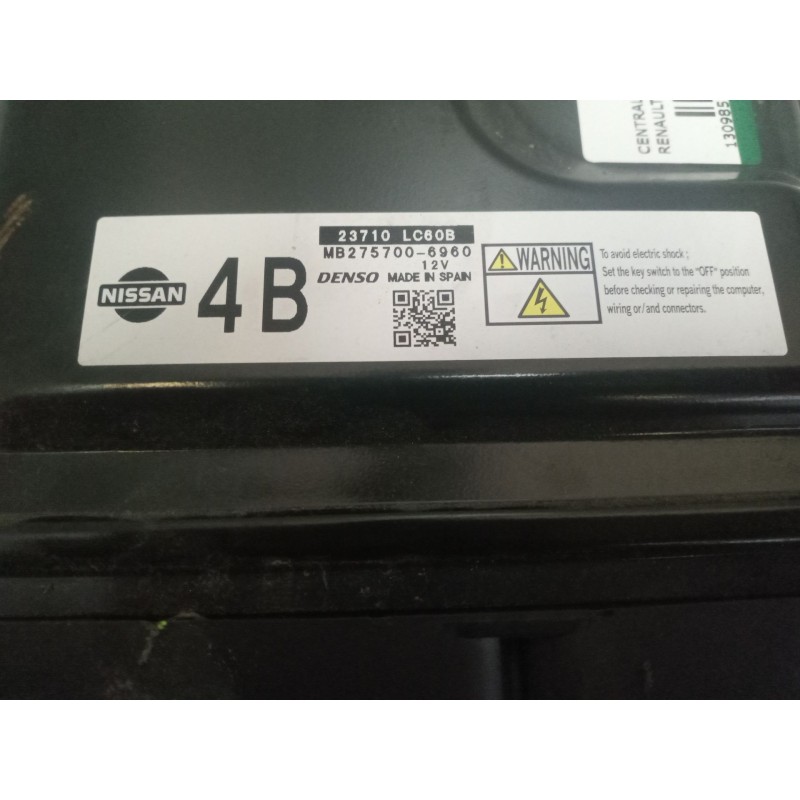 CENTRAL
RENAULT
130985
NISSAN
4B
23710 LC60B
MB275700-6960
12V
DENSO MADE IN SPAIN
WARNING
To avoid electric shock ;
Set the key switch to the "OFF" position
before checking or repairing the computer,
wiring or/and connectors.